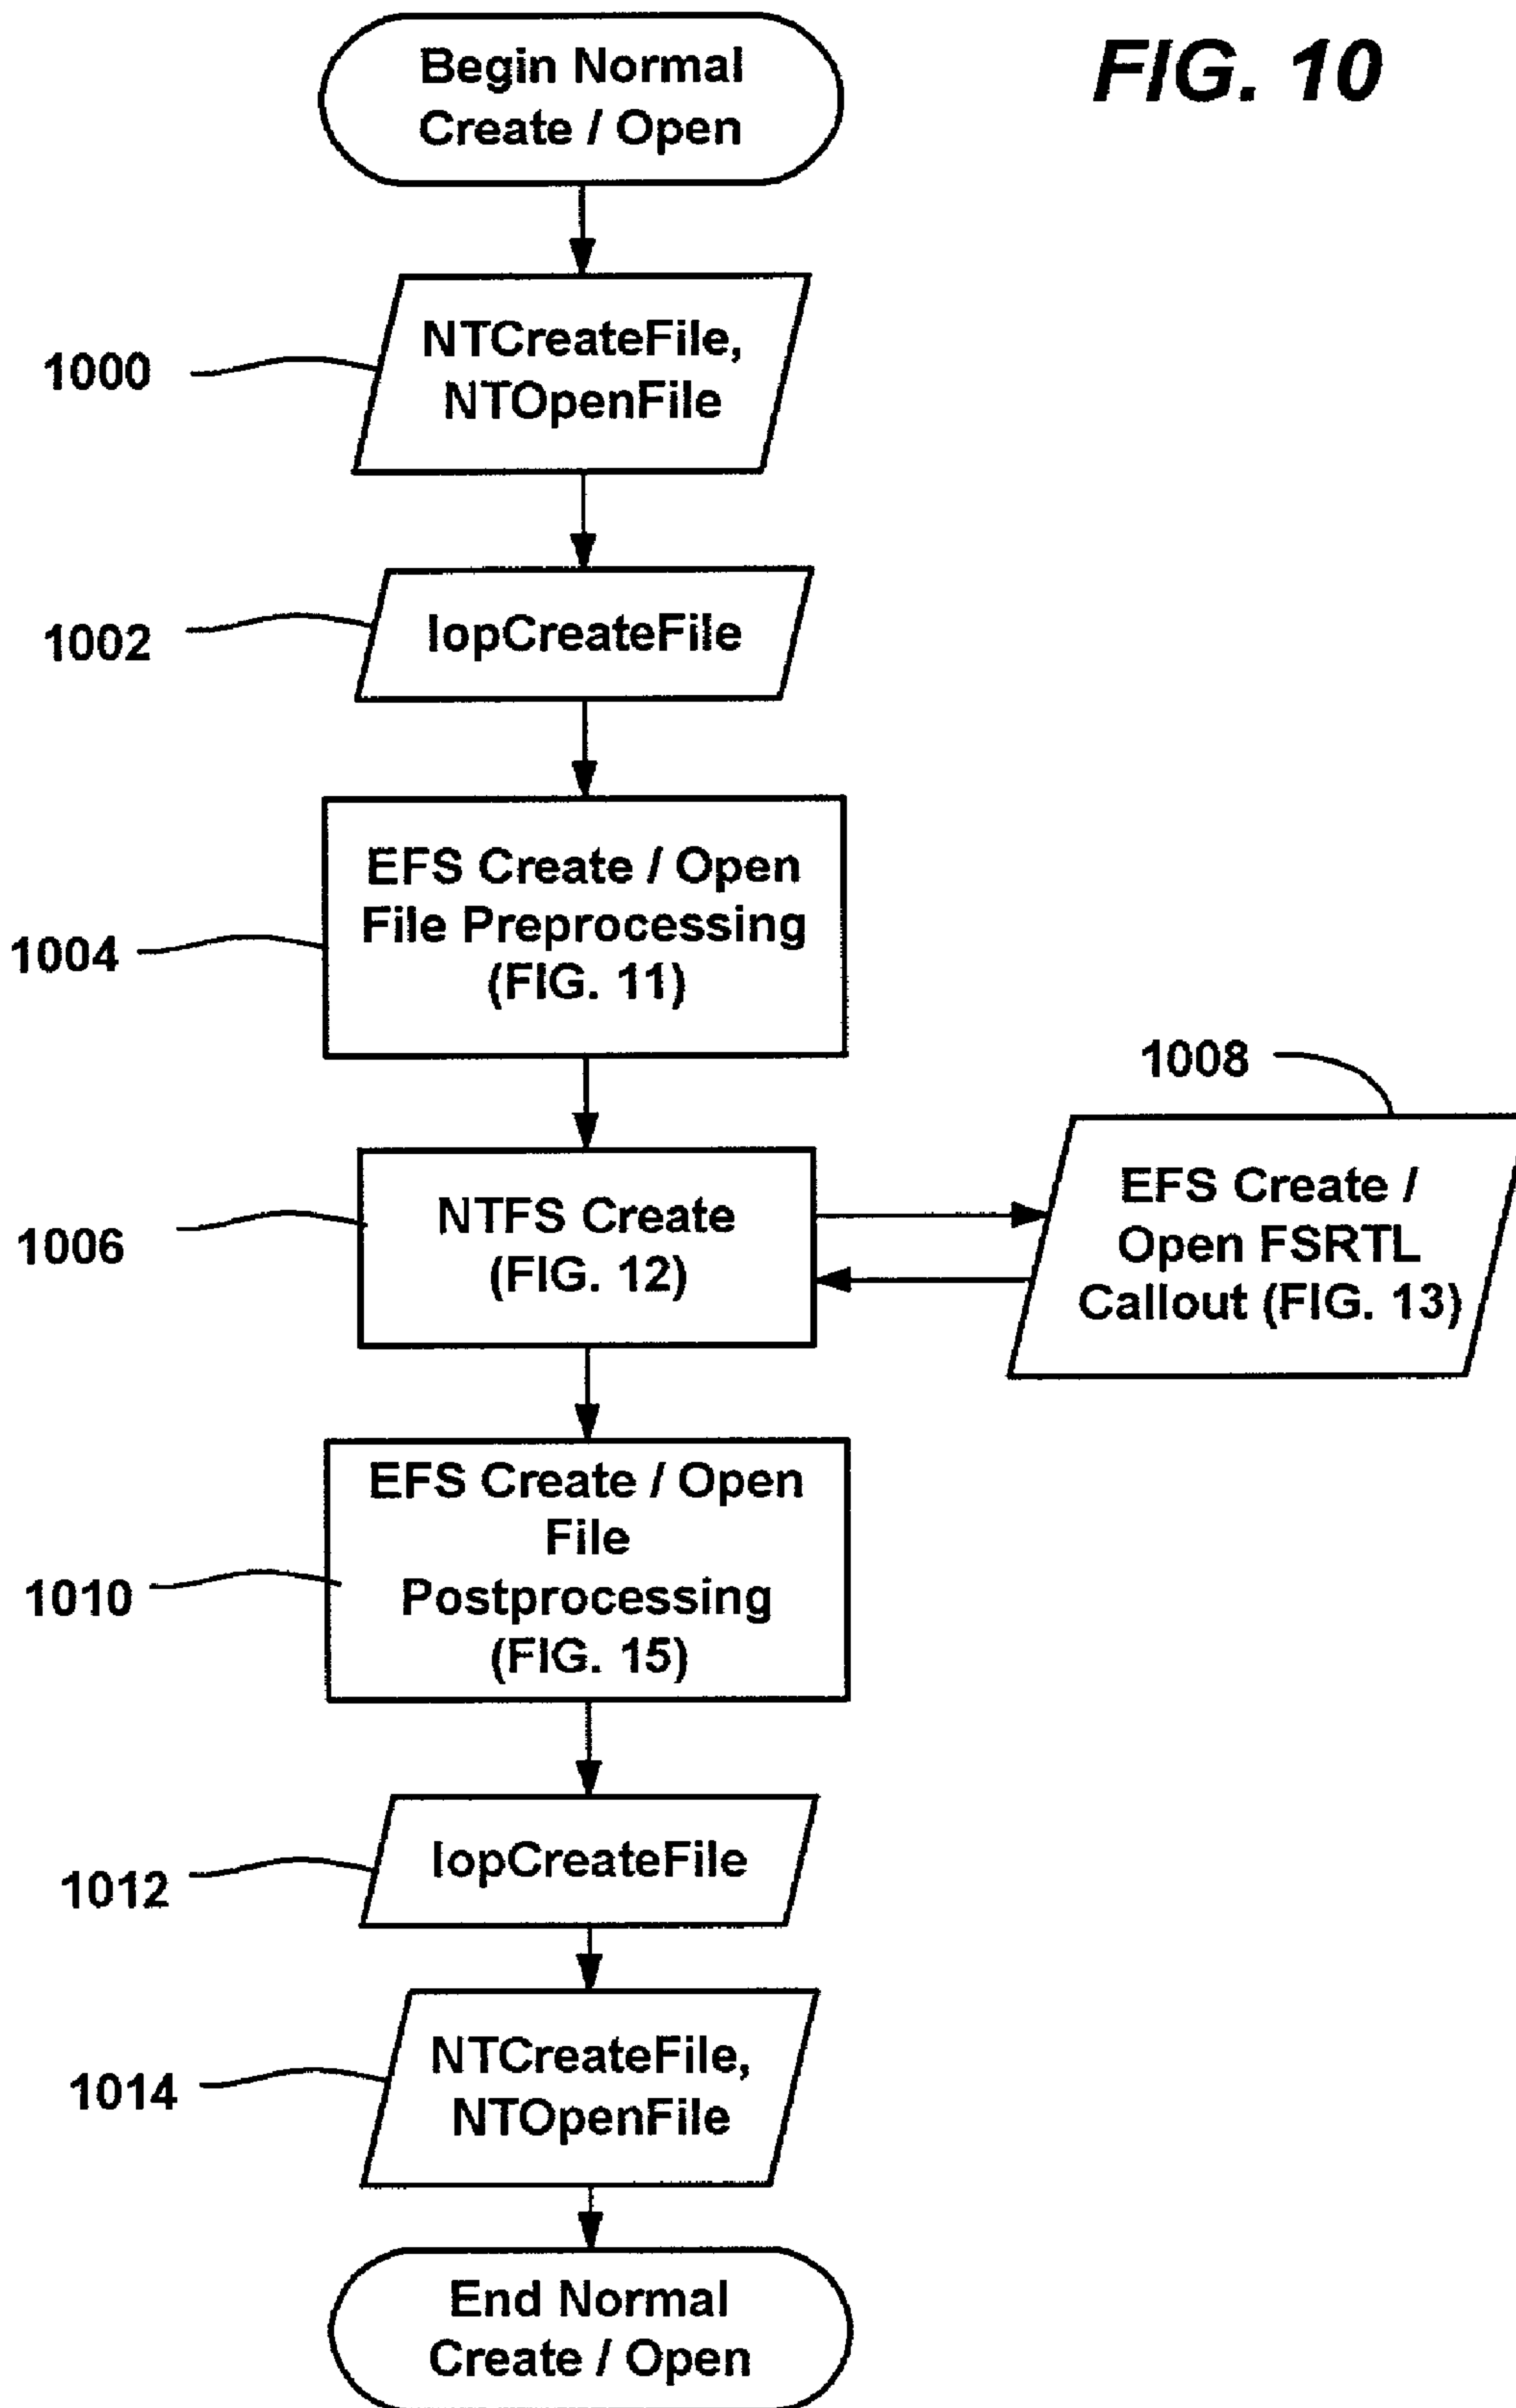 FIG. 10
Begin Normal
Create / Open
1000
NTCreateFile,
NTOpenFile
1002
IopCreateFile
1004
EFS Create / Open
File Preprocessing
(FIG. 11)
1006
NTFS Create
(FIG. 12)
1008
EFS Create /
Open FSRTL
Callout (FIG. 13)
1010
EFS Create / Open
File
Postprocessing
(FIG. 15)
1012
IopCreateFile
1014
NTCreateFile,
NTOpenFile
End Normal
Create / Open